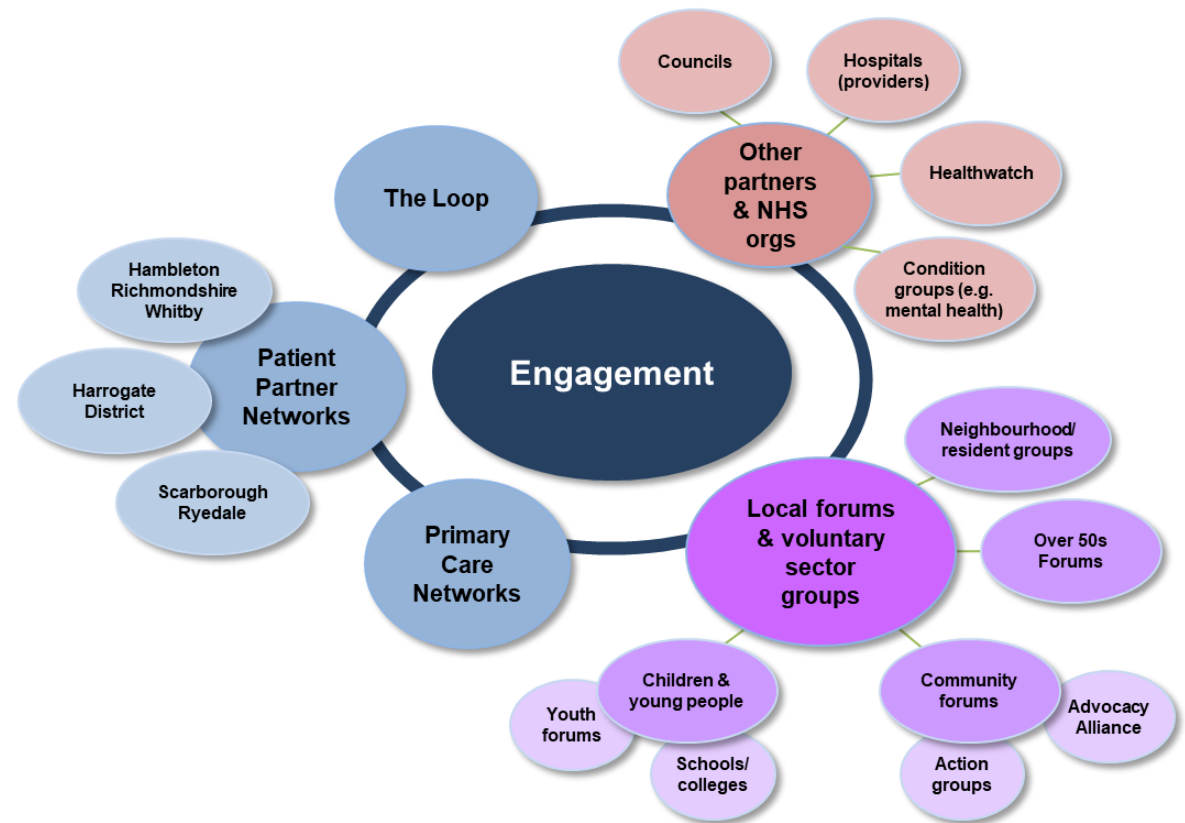 Councils
Hospitals
(providers)
Other
partners
& NHS
orgs
Healthwatch
Condition
groups (e.g.
mental health)
The Loop
Hambleton
Richmondshire
Whitby
Patient
Partner
Networks
Harrogate
District
Scarborough
Ryedale
Engagement
Primary
Care
Networks
Local forums
& voluntary
sector
groups
Neighbourhood/
resident groups
Over 50s
Forums
Children &
young people
Youth
forums
Schools/
colleges
Community
forums
Advocacy
Alliance
Action
groups